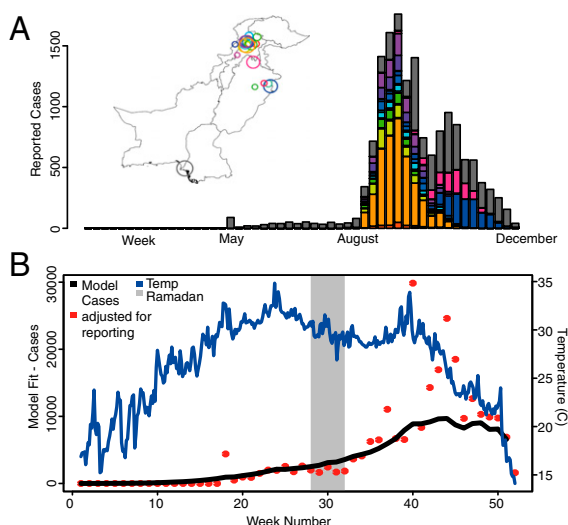 A
Reported Cases
1500
1000
500
0
Week
May
August
December
B
Model Fit - Cases
30000
20000
10000
0
Model
Cases
adjusted for
reporting
Temp
Ramadan
35
30
25
20
15
Temperature (C)
0
10
20
30
40
50
Week Number